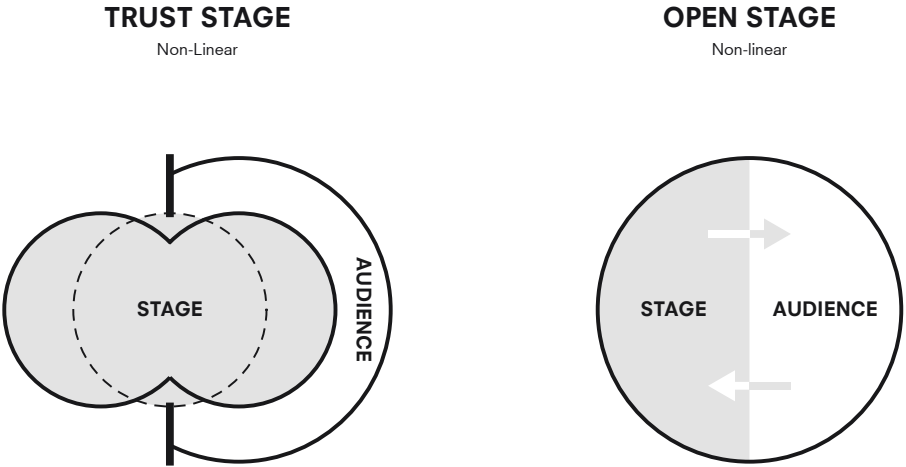 TRUST STAGE
Non-Linear
STAGE
AUDIENCE
OPEN STAGE
Non-linear
STAGE
AUDIENCE